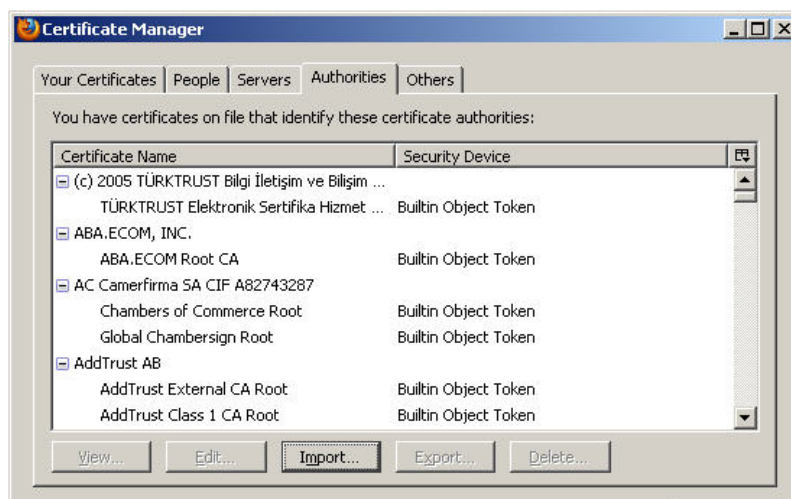 Certificate Manager
Your Certificates People Servers Authorities Others
You have certificates on file that identify these certificate authorities:
Certificate Name Security Device
(c) 2005 TÜRKTRUST Bilgi İletişim ve Bilişim ...
TÜRKTRUST Elektronik Sertifika Hizmet ... Builtin Object Token
ABA.ECOM, INC.
ABA.ECOM Root CA Builtin Object Token
AC Camerfirma SA CIF A82743287
Chambers of Commerce Root Builtin Object Token
Global Chambersign Root Builtin Object Token
AddTrust AB
AddTrust External CA Root Builtin Object Token
AddTrust Class 1 CA Root Builtin Object Token
View... Edit... Import... Export... Delete...